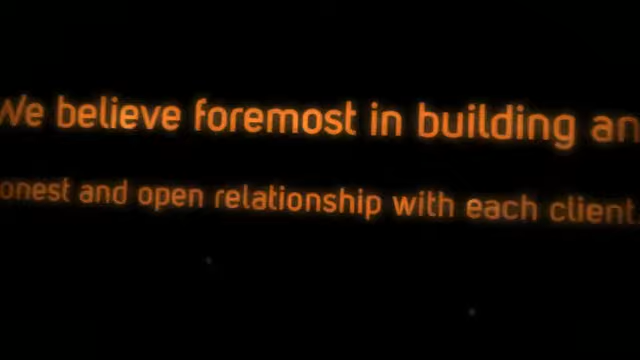 We believe foremost in building an
onest and open relationship with each client.